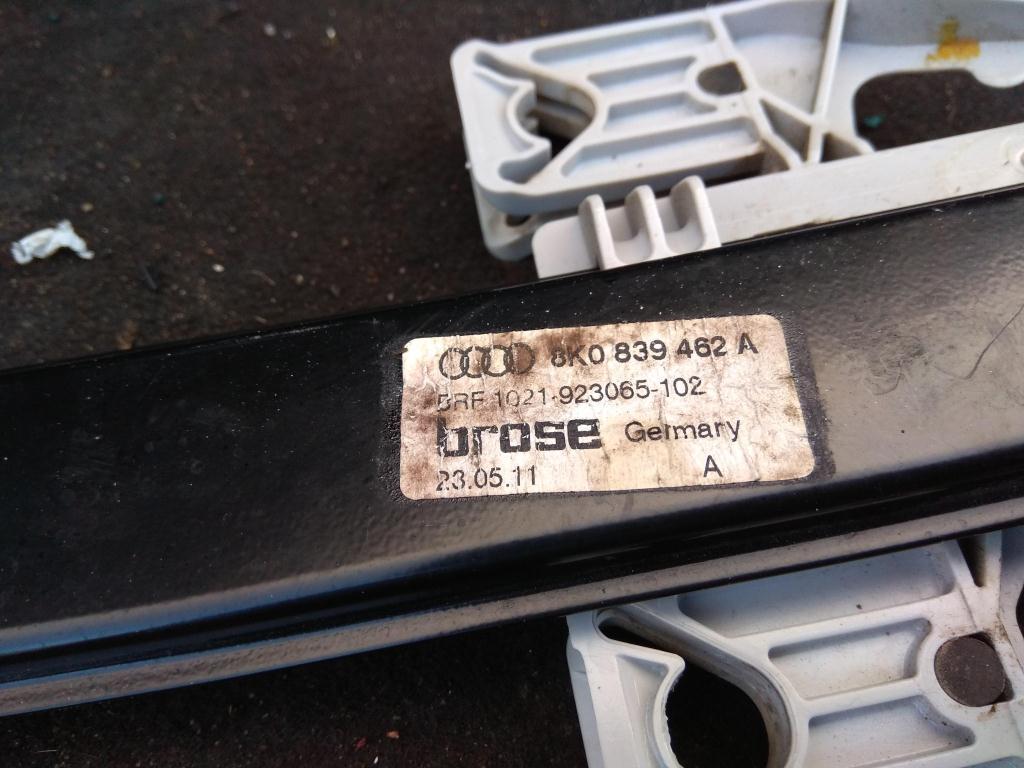 8K0 839 462 A
BRF 1021-923065-102
brose Germany
23.05.11 A